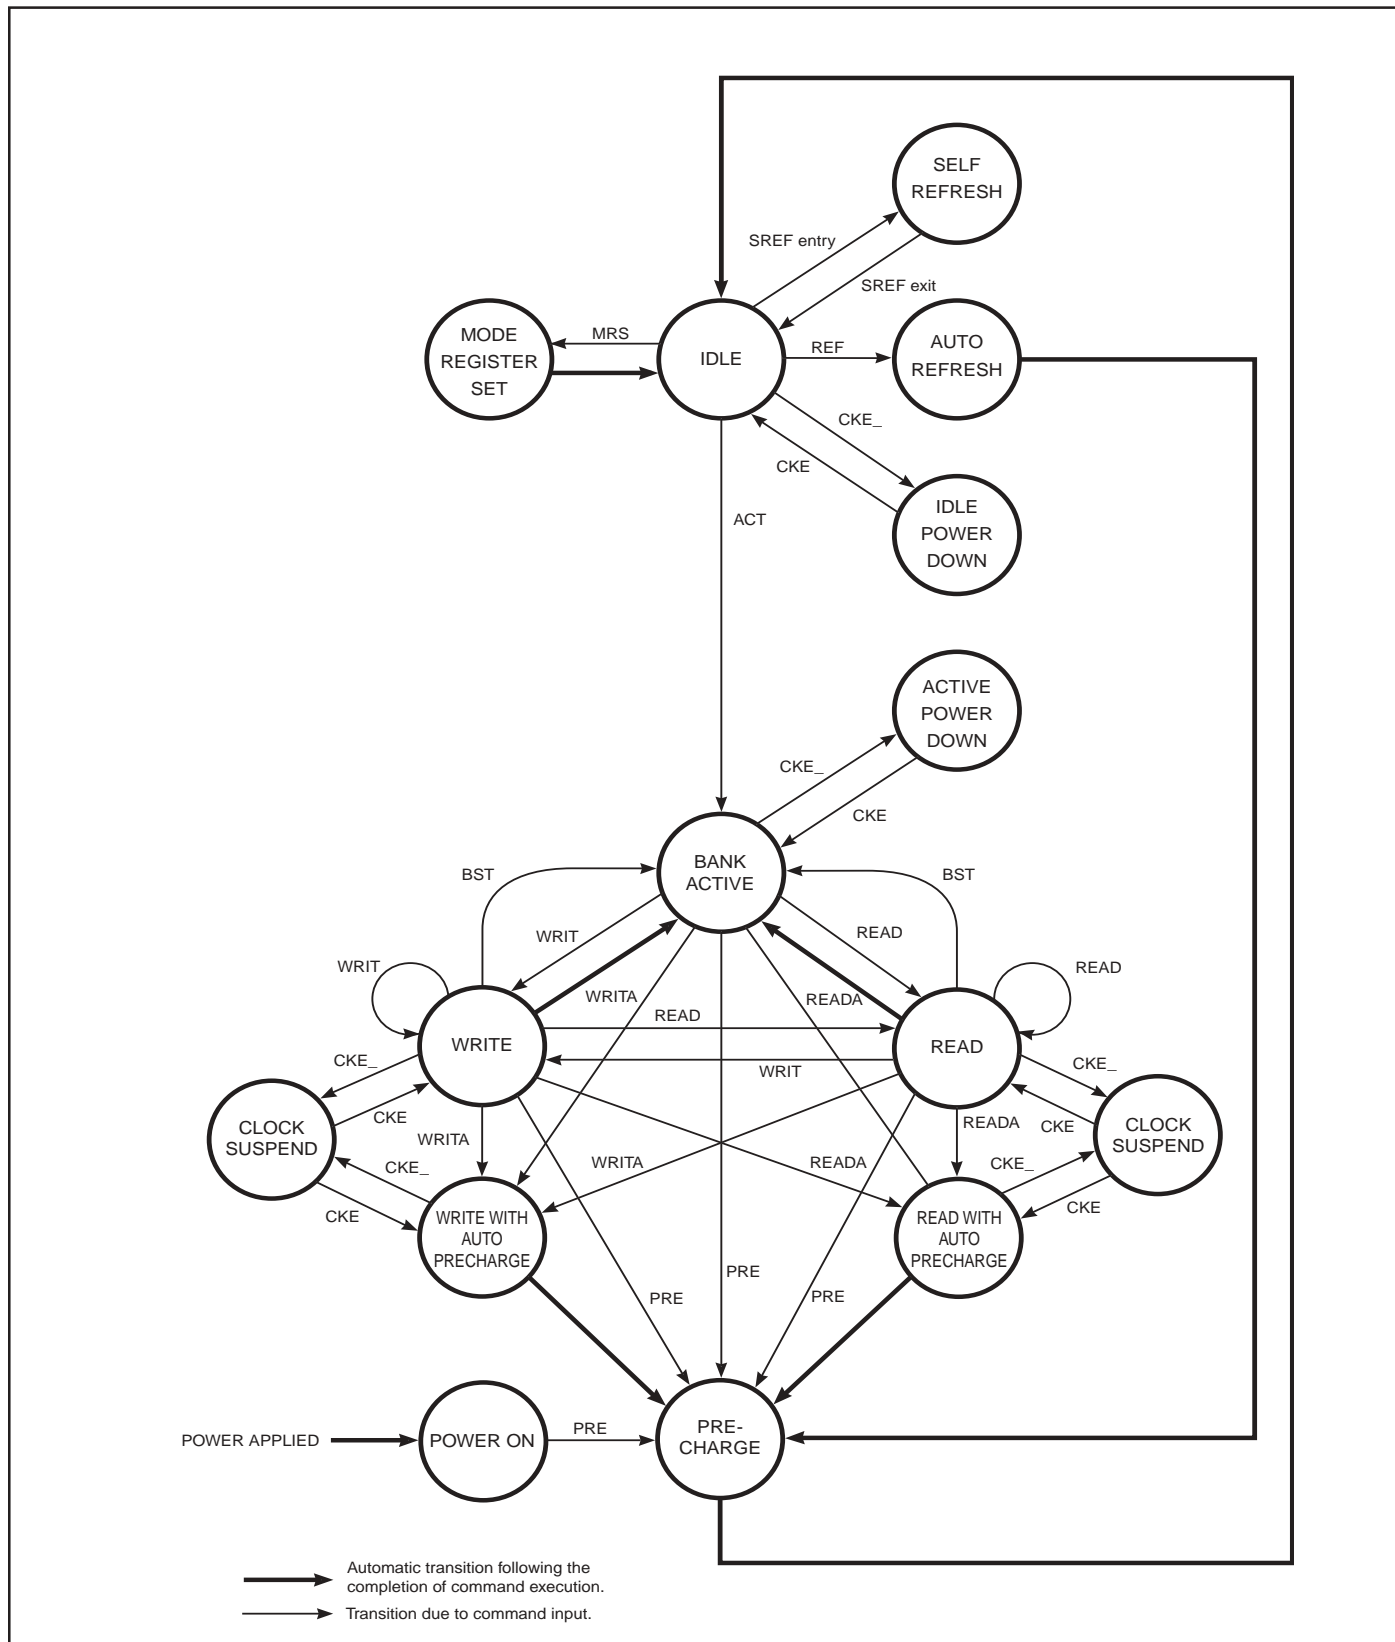 SELF
REFRESH
SREF entry
SREF exit
MODE
REGISTER
SET
MRS
IDLE
REF
AUTO
REFRESH
CKE_
CKE
IDLE
POWER
DOWN
ACT
ACTIVE
POWER
DOWN
CKE_
CKE
BANK
ACTIVE
BST
BST
WRIT
READ
WRIT
READ
WRITA
READA
READ
WRITE
READ
WRIT
CKE_
CKE_
CKE
CKE
CLOCK
SUSPEND
CLOCK
SUSPEND
WRITA
READA
WRITA
READA
CKE_
CKE_
CKE
CKE
WRITE WITH
AUTO
PRECHARGE
READ WITH
AUTO
PRECHARGE
PRE
PRE
PRE
POWER APPLIED
POWER ON
PRE
PRE-
CHARGE
Automatic transition following the
completion of command execution.
Transition due to command input.